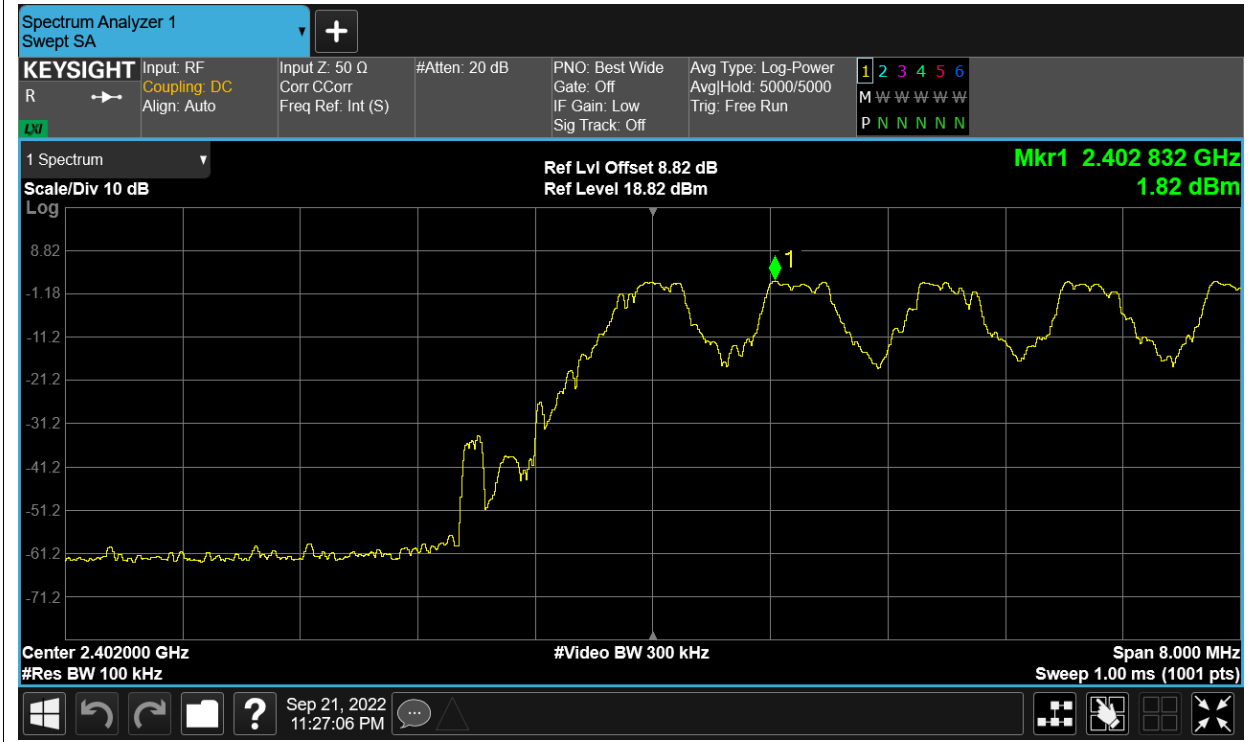 Spectrum Analyzer 1
Swept SA
KEYSIGHT
R
LXI
Input: RF
Coupling: DC
Align: Auto
Input Z: 50 Ω
Corr CCorr
Freq Ref: Int (S)
#Atten: 20 dB
PNO: Best Wide
Gate: Off
IF Gain: Low
Sig Track: Off
Avg Type: Log-Power
Avg|Hold: 5000/5000
Trig: Free Run
1 2 3 4 5 6
M W W W W W
P N N N N N
1 Spectrum
Scale/Div 10 dB
Log
Ref Lvl Offset 8.82 dB
Ref Level 18.82 dBm
Mkr1 2.402 832 GHz
1.82 dBm
8.82
-1.18
-11.2
-21.2
-31.2
-41.2
-51.2
-61.2
-71.2
1
Center 2.402000 GHz
#Res BW 100 kHz
#Video BW 300 kHz
Span 8.000 MHz
Sweep 1.00 ms (1001 pts)
?
Sep 21, 2022
11:27:06 PM